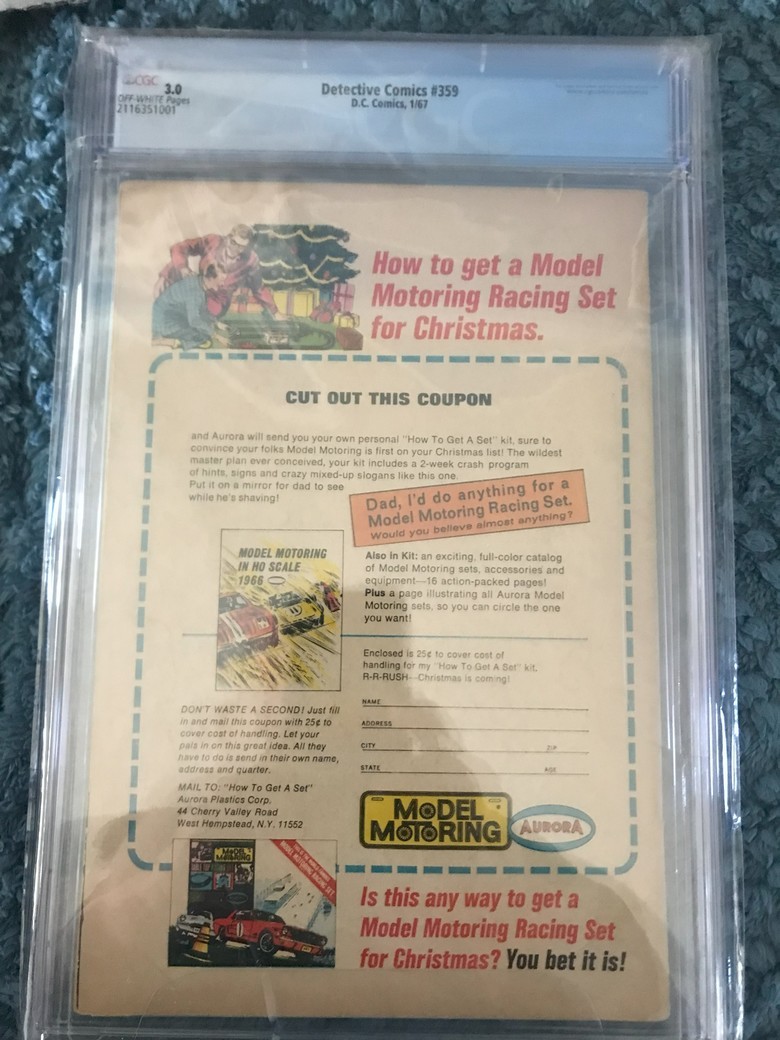 CGC 3.0
OFF-WHITE Pages
2116351001
Detective Comics #359
D.C. Comics, 1/67
How to get a Model
Motoring Racing Set
for Christmas.
CUT OUT THIS COUPON
and Aurora will send you your own personal "How To Get A Set" kit, sure to
convince your folks Model Motoring is first on your Christmas list! The wildest
master plan ever conceived, your kit includes a 2-week crash program
of hints, signs and crazy mixed-up slogans like this one.
Put it on a mirror for dad to see
while he's shaving!
Dad, I'd do anything for a
Model Motoring Racing Set.
Would you believe almost anything?
MODEL MOTORING
IN HO SCALE
1966
Also in Kit: an exciting, full-color catalog
of Model Motoring sets, accessories and
equipment—16 action-packed pages!
Plus a page illustrating all Aurora Model
Motoring sets, so you can circle the one
you want!
Enclosed is 25¢ to cover cost of
handling for my "How To Get A Set" kit.
R-R-RUSH--Christmas is coming!
NAME
ADDRESS
CITY ZIP
STATE AGE
DON'T WASTE A SECOND! Just fill
in and mail this coupon with 25¢ to
cover cost of handling. Let your
pals in on this great idea. All they
have to do is send in their own name,
address and quarter.
MAIL TO: "How To Get A Set"
Aurora Plastics Corp.
44 Cherry Valley Road
West Hempstead, N.Y. 11552
MODEL
MOTORING
AURORA
MODEL
MOTORING
Is this any way to get a
Model Motoring Racing Set
for Christmas? You bet it is!